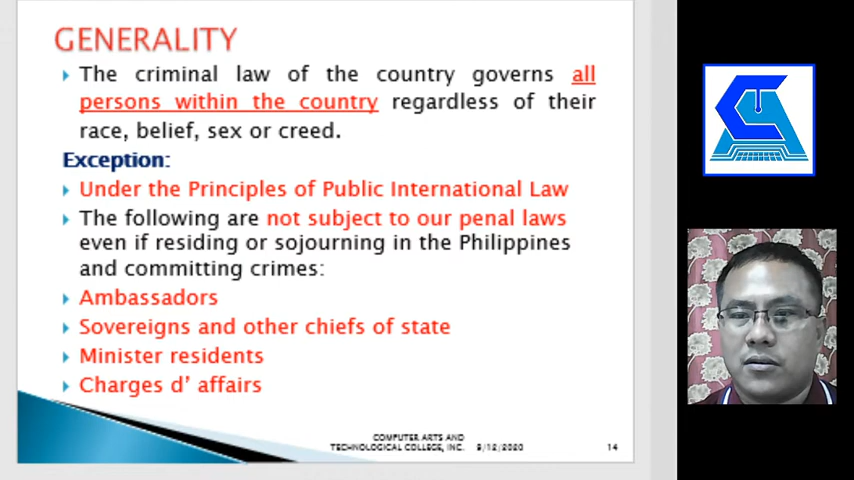 GENERALITY
The criminal law of the country governs all
persons within the country regardless of their
race, belief, sex or creed.
Exception:
Under the Principles of Public International Law
The following are not subject to our penal laws
even if residing or sojourning in the Philippines
and committing crimes:
Ambassadors
Sovereigns and other chiefs of state
Minister residents
Charges d' affairs
COMPUTER ARTS AND
TECHNOLOGICAL COLLEGE, INC. 9/12/2020 14